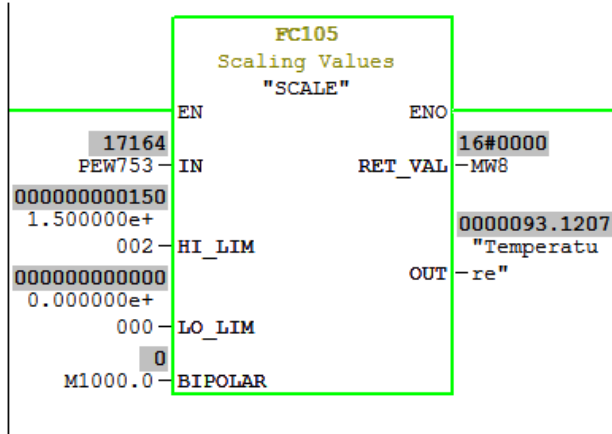 FC105
Scaling Values
"SCALE"
EN ENO
17164 16#0000
PEW753 IN RET_VAL MW8
000000000150
1.500000e+ 0000093.1207
002 HI_LIM "Temperatu
000000000000 OUT re"
0.000000e+
000 LO_LIM
0
M1000.0 BIPOLAR